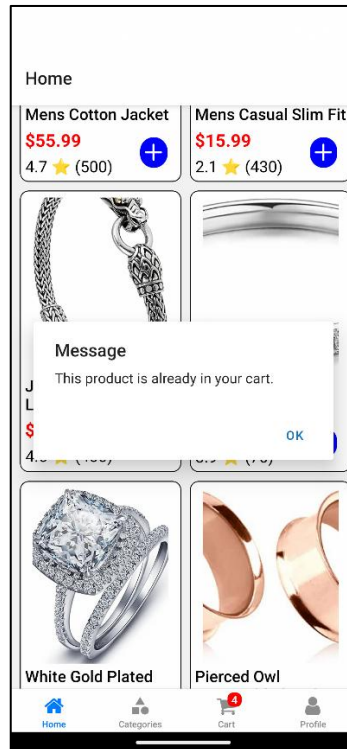 Home
Mens Cotton Jacket
Mens Casual Slim Fit
$55.99
$15.99
4.7 ⭐ (500)
2.1 ⭐ (430)
Message
This product is already in your cart.
OK
White Gold Plated
Pierced Owl
4
Home
Categories
Cart
Profile